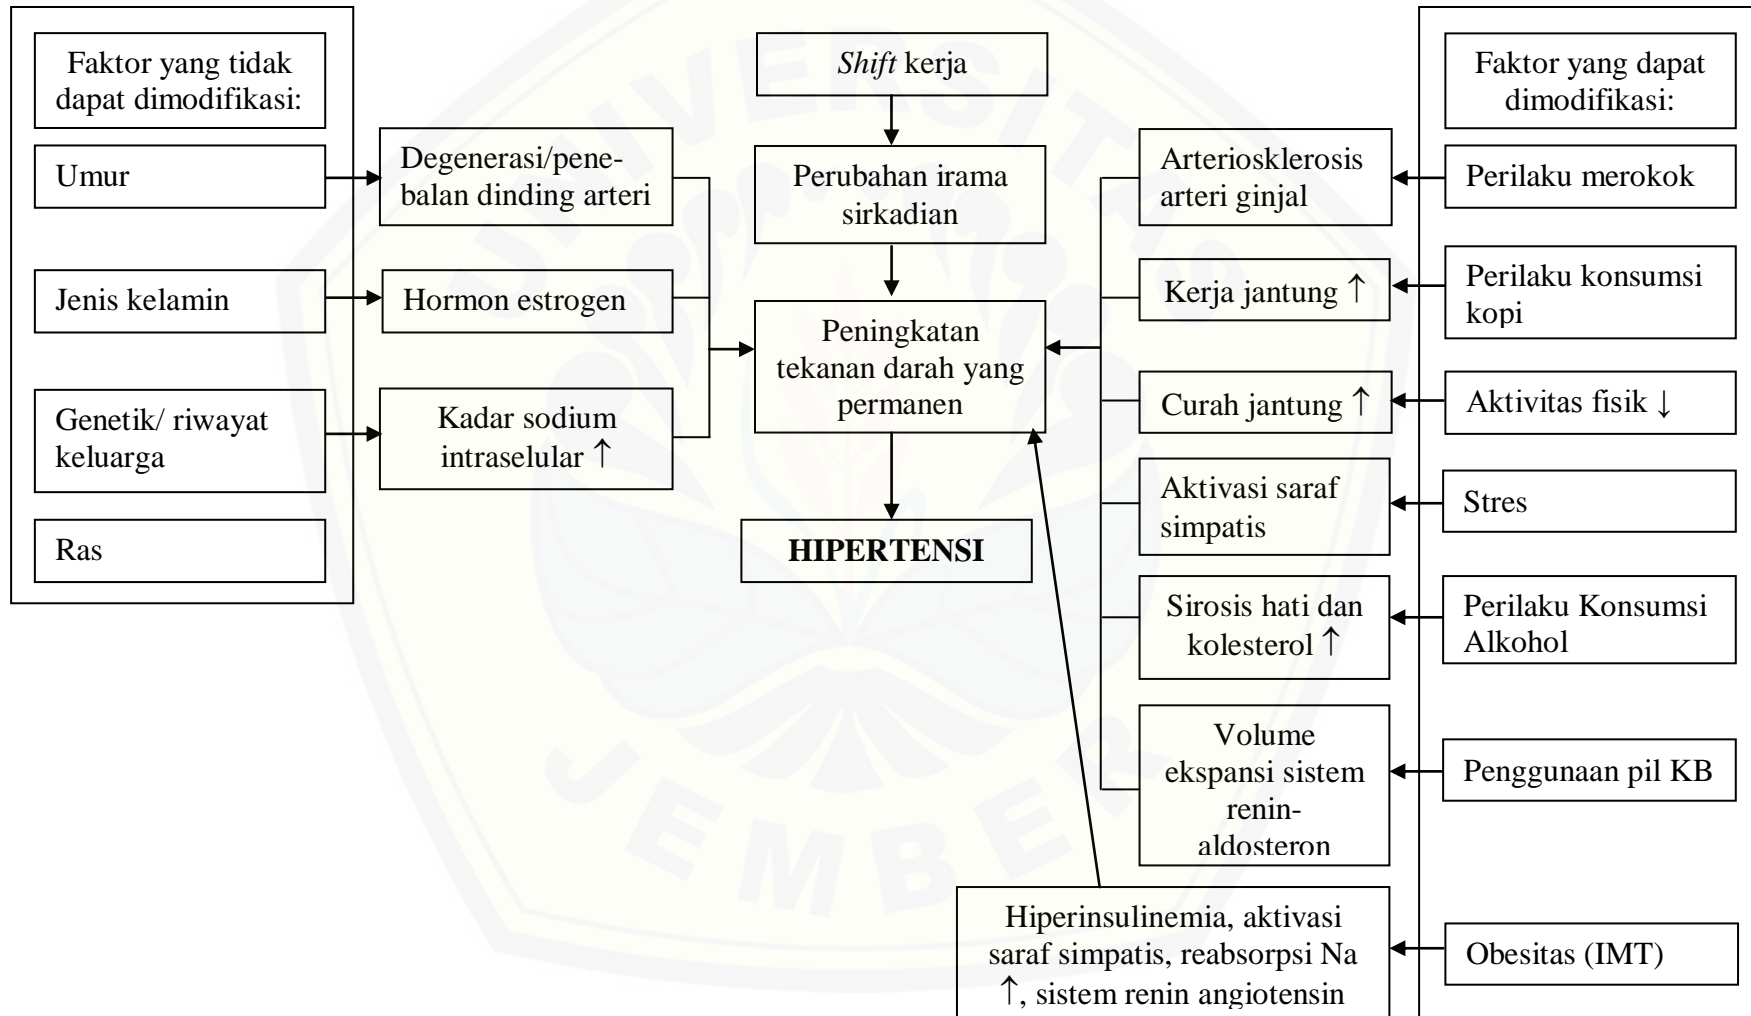 Faktor yang tidak
dapat dimodifikasi:
Umur
Jenis kelamin
Genetik/ riwayat
keluarga
Ras
Degenerasi/pene-
balan dinding arteri
Hormon estrogen
Kadar sodium
intraselular ↑
Shift kerja
Perubahan irama
sirkadian
Peningkatan
tekanan darah yang
permanen
HIPERTENSI
Arteriosklerosis
arteri ginjal
Kerja jantung ↑
Curah jantung ↑
Aktivasi saraf
simpatis
Sirosis hati dan
kolesterol ↑
Volume
ekspansi sistem
renin-
aldosteron
Hiperinsulinemia, aktivasi
saraf simpatis, reabsorpsi Na
↑, sistem renin angiotensin
Faktor yang dapat
dimodifikasi:
Perilaku merokok
Perilaku konsumsi
kopi
Aktivitas fisik ↓
Stres
Perilaku Konsumsi
Alkohol
Penggunaan pil KB
Obesitas (IMT)
UNIVERSITAS
JEMBER